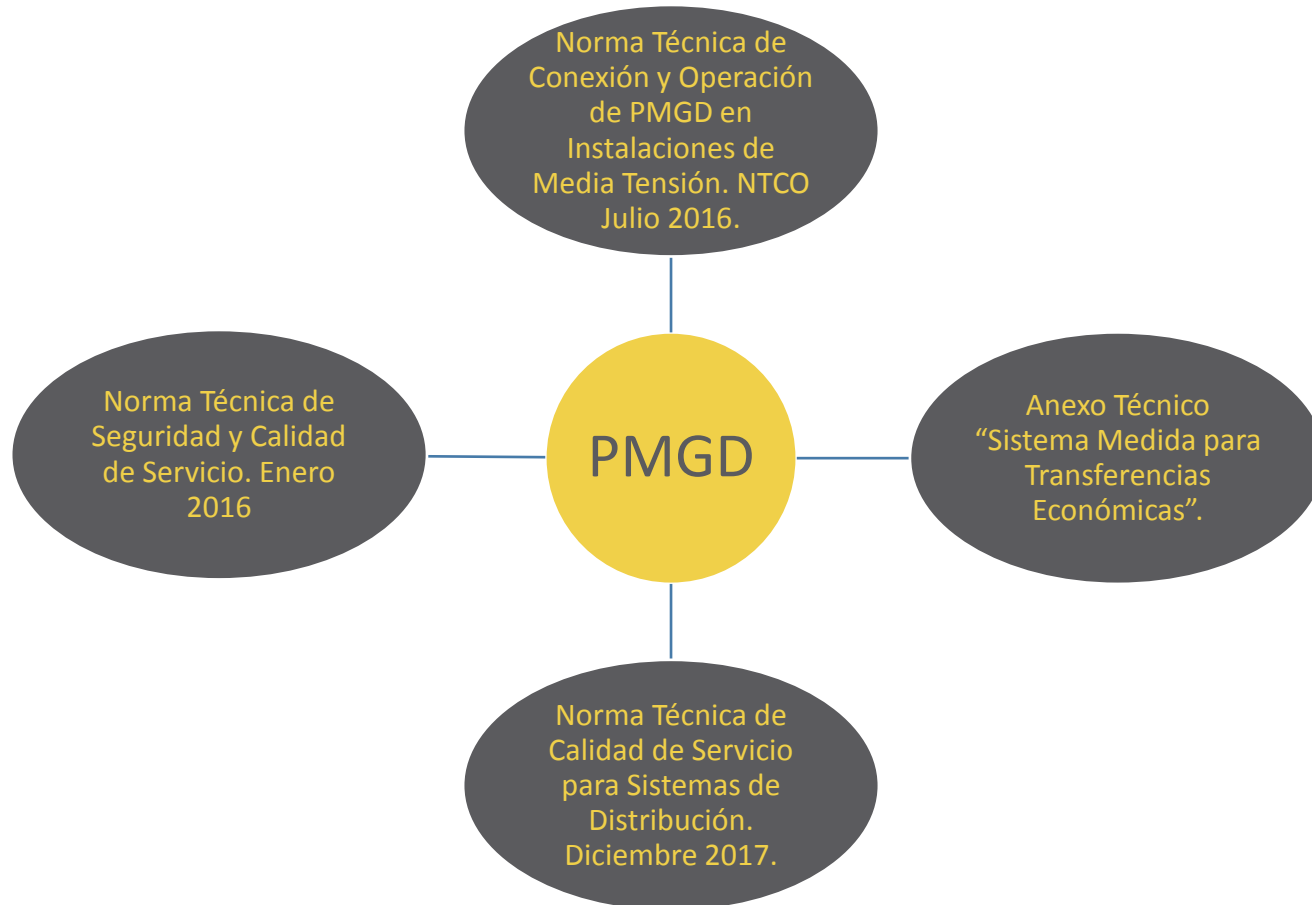 Norma Técnica de
Conexión y Operación
de PMGD en
Instalaciones de
Media Tensión. NTCO
Julio 2016.
Norma Técnica de
Seguridad y Calidad
de Servicio. Enero
2016
PMGD
Anexo Técnico
“Sistema Medida para
Transferencias
Económicas”.
Norma Técnica de
Calidad de Servicio
para Sistemas de
Distribución.
Diciembre 2017.